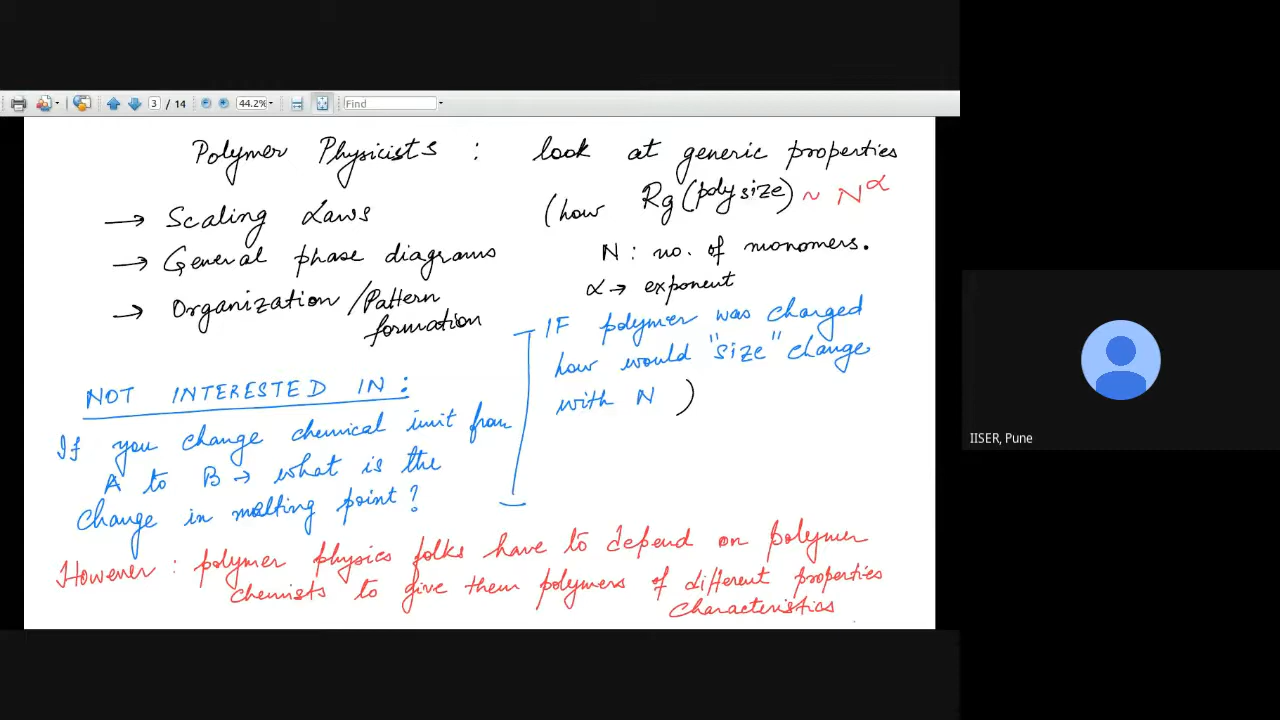 3 / 14 44.2% Find
Polymer Physicists : look at generic properties
(how Rg (poly size) ~ N^α
N : no. of monomers.
α → exponent
→ Scaling Laws
→ General phase diagrams
→ Organization / Pattern
formation
IF polymer was charged
how would "size" change
with N )
NOT INTERESTED IN :
If you change chemical unit from
A to B → what is the
change in melting point ?
However : polymer physics folks have to depend on polymer
chemists to give them polymers of different properties
characteristics
IISER, Pune